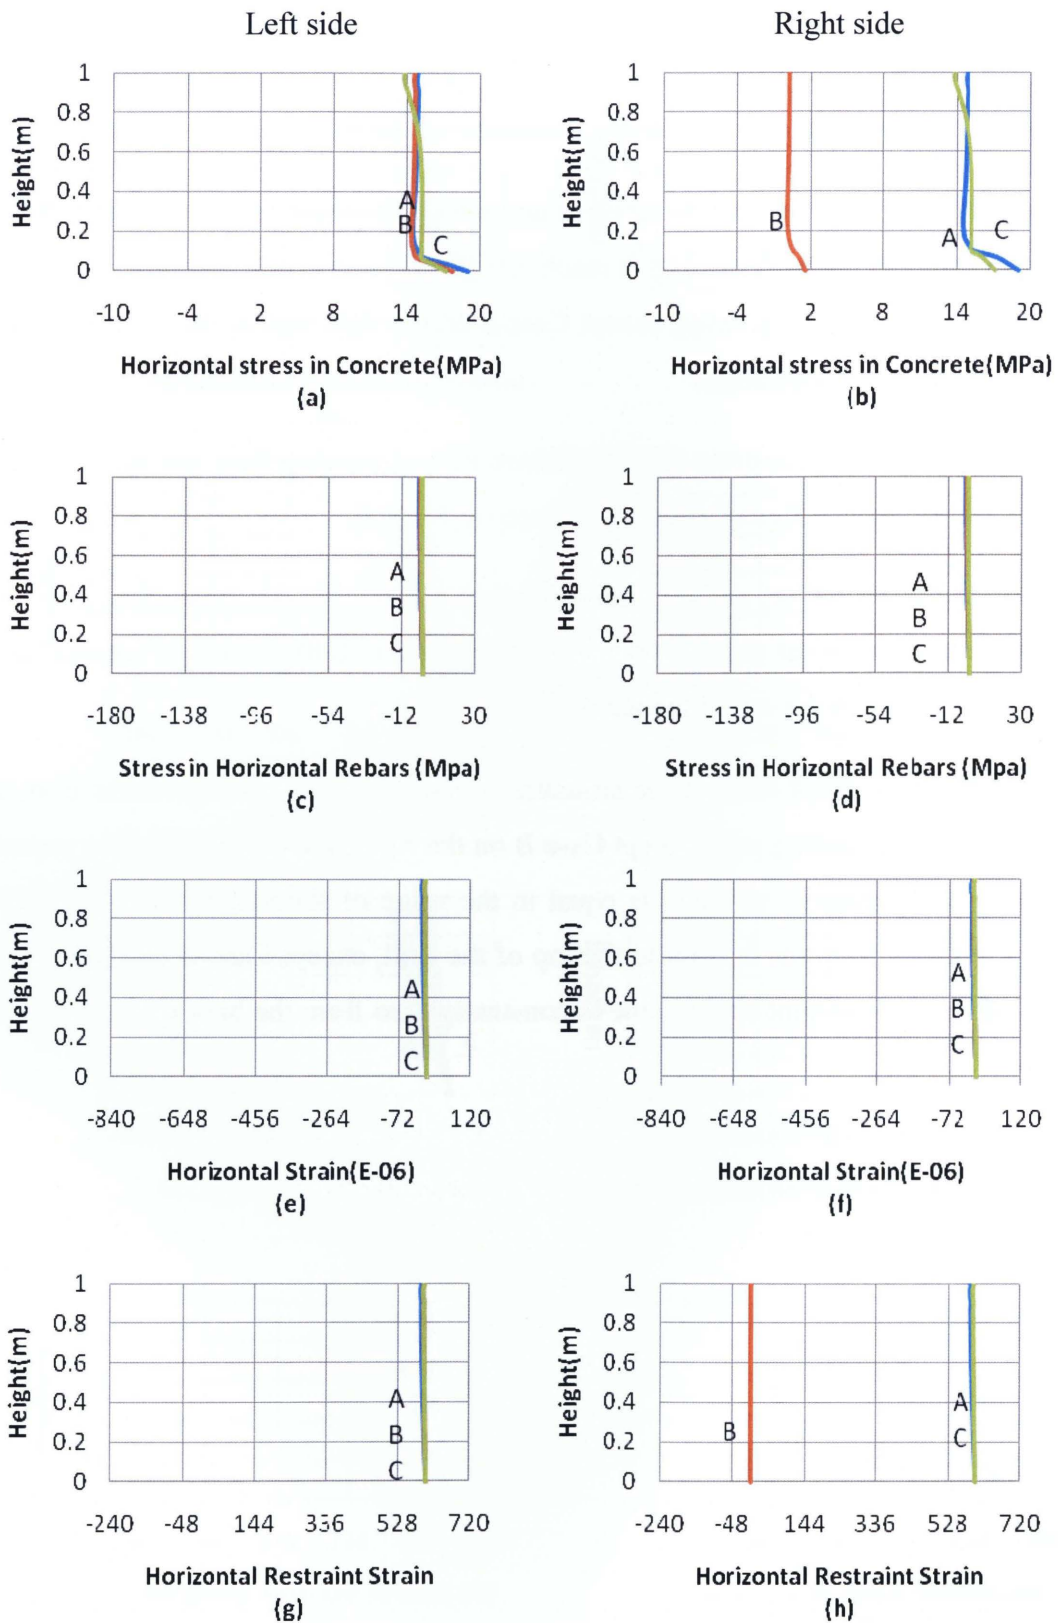 Left side
Right side
Height(m)
1
0.8
0.6
0.4
0.2
0
A
B
C
-10 -4 2 8 14 20
Horizontal stress in Concrete(MPa)
(a)
Height(m)
1
0.8
0.6
0.4
0.2
0
B
A
C
-10 -4 2 8 14 20
Horizontal stress in Concrete(MPa)
(b)
Height(m)
1
0.8
0.6
0.4
0.2
0
A
B
C
-180 -138 -96 -54 -12 30
Stress in Horizontal Rebars (Mpa)
(c)
Height(m)
1
0.8
0.6
0.4
0.2
0
A
B
C
-180 -138 -96 -54 -12 30
Stress in Horizontal Rebars (Mpa)
(d)
Height(m)
1
0.8
0.6
0.4
0.2
0
A
B
C
-840 -648 -456 -264 -72 120
Horizontal Strain(E-06)
(e)
Height(m)
1
0.8
0.6
0.4
0.2
0
A
B
C
-840 -648 -456 -264 -72 120
Horizontal Strain(E-06)
(f)
Height(m)
1
0.8
0.6
0.4
0.2
0
A
B
C
-240 -48 144 336 528 720
Horizontal Restraint Strain
(g)
Height(m)
1
0.8
0.6
0.4
0.2
0
B
A
C
-240 -48 144 336 528 720
Horizontal Restraint Strain
(h)